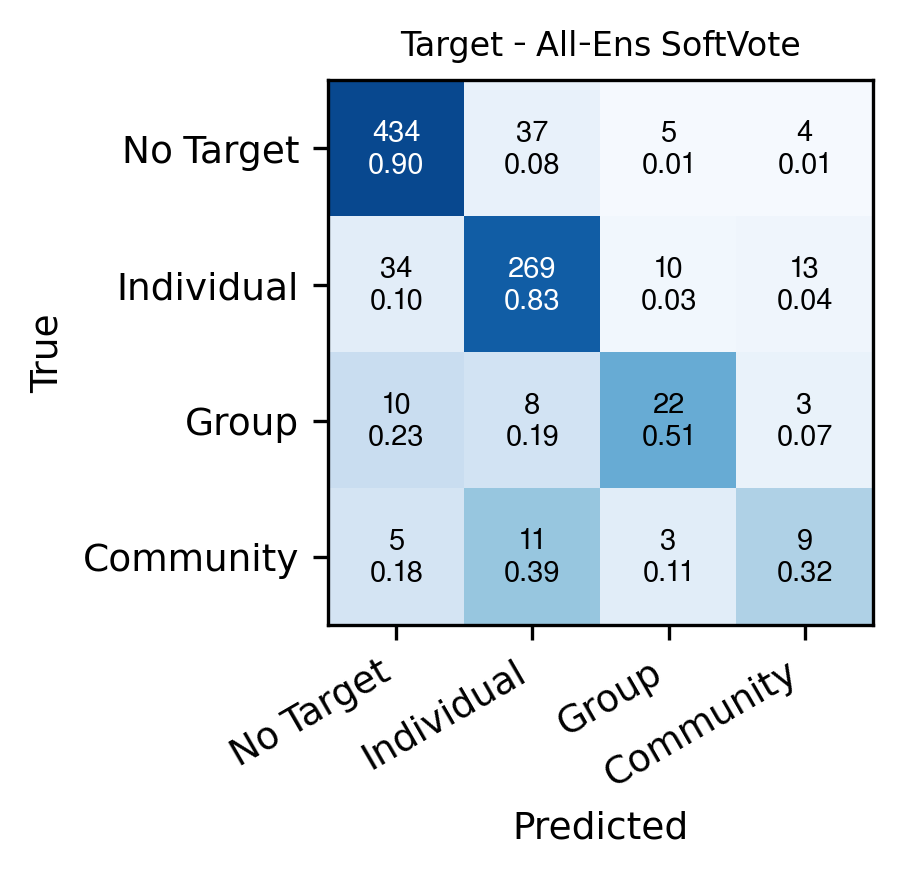 Target - All-Ens SoftVote
True
No Target
434
0.90
37
0.08
5
0.01
4
0.01
Individual
34
0.10
269
0.83
10
0.03
13
0.04
Group
10
0.23
8
0.19
22
0.51
3
0.07
Community
5
0.18
11
0.39
3
0.11
9
0.32
No Target
Individual
Group
Community
Predicted